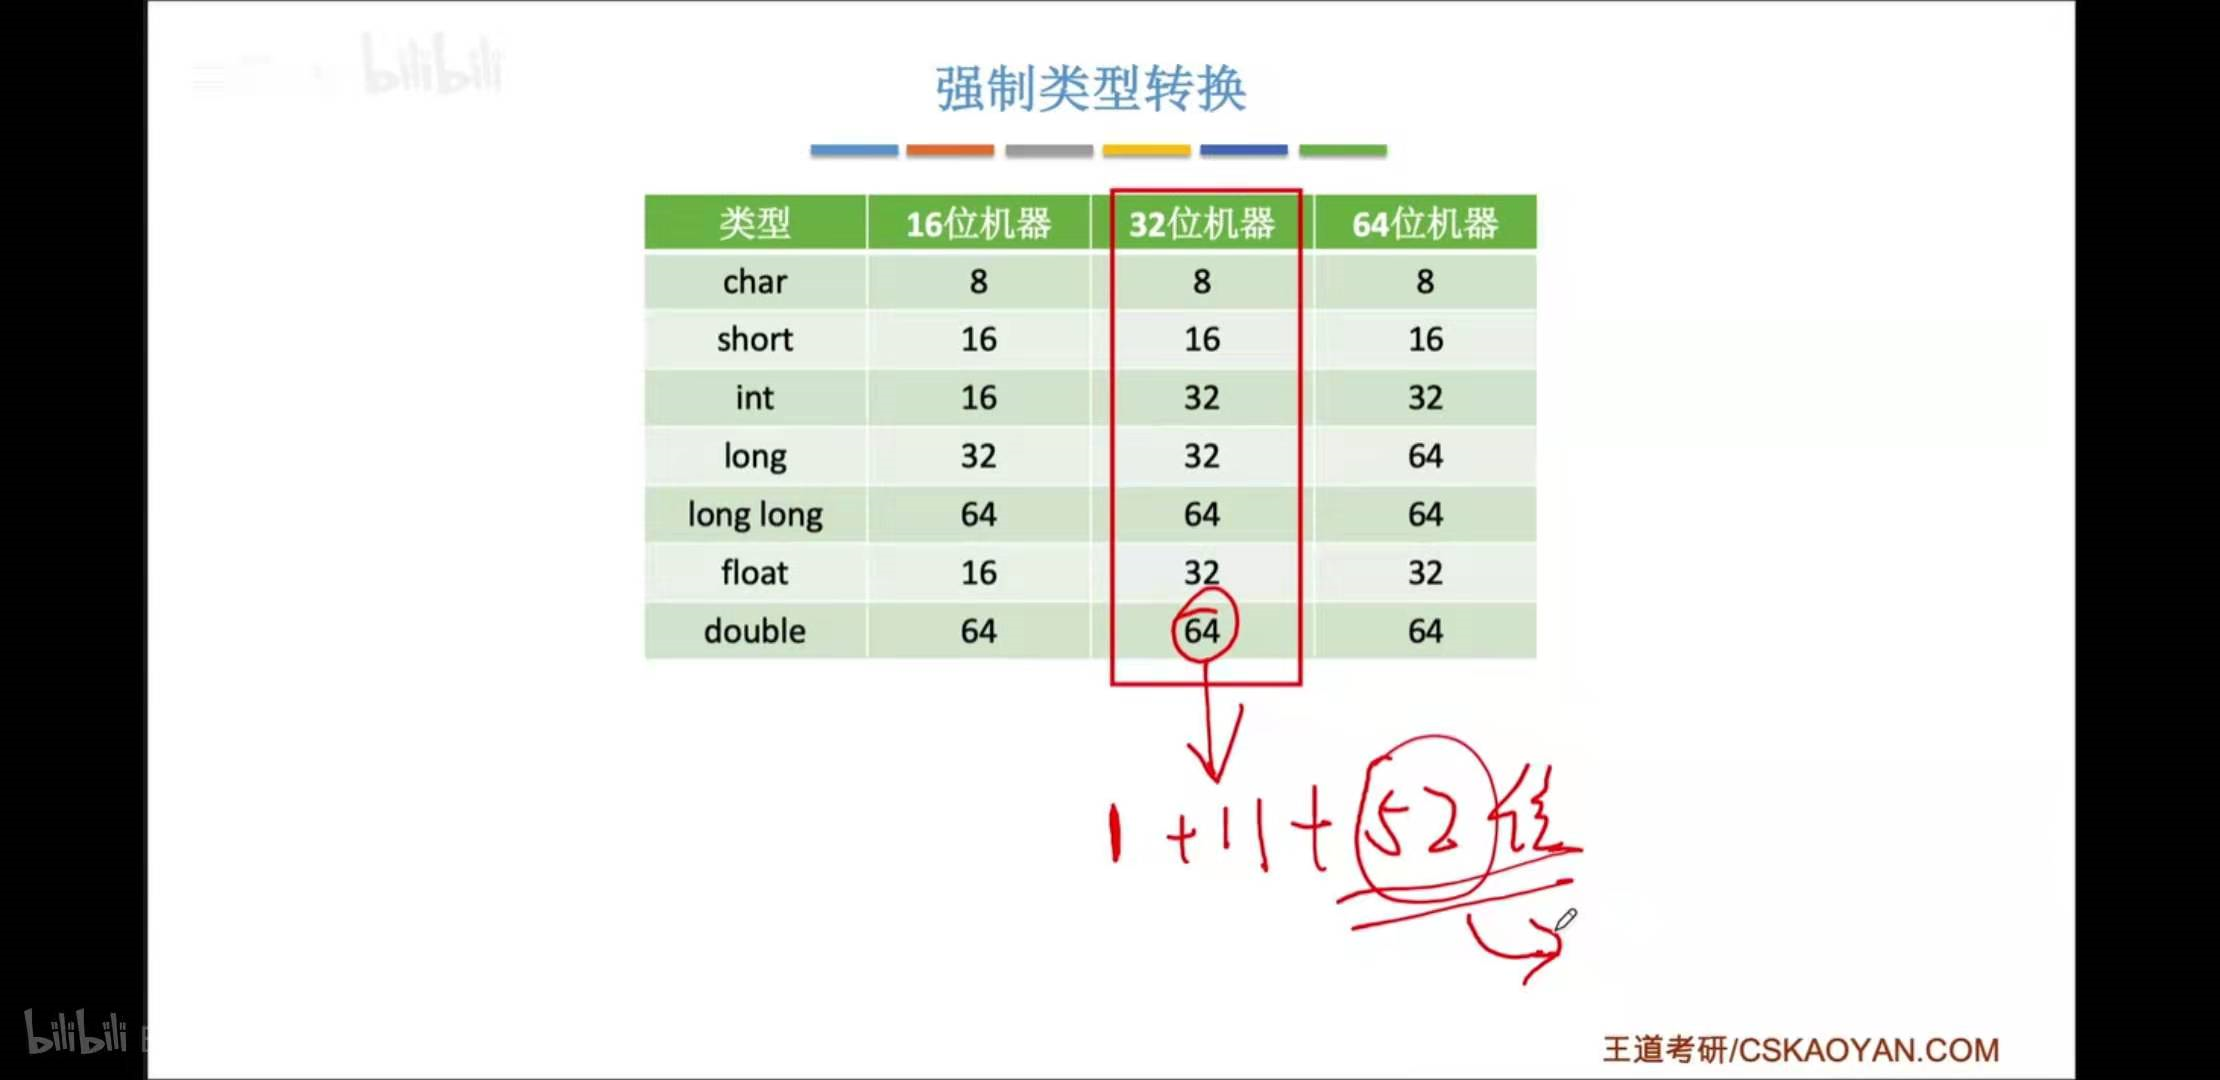 bilibili
强制类型转换
类型 16位机器 32位机器 64位机器
char 8 8 8
short 16 16 16
int 16 32 32
long 32 32 64
long long 64 64 64
float 16 32 32
double 64 64 64
1 + 11 + 52位
bilibili
王道考研/CSKAOYAN.COM